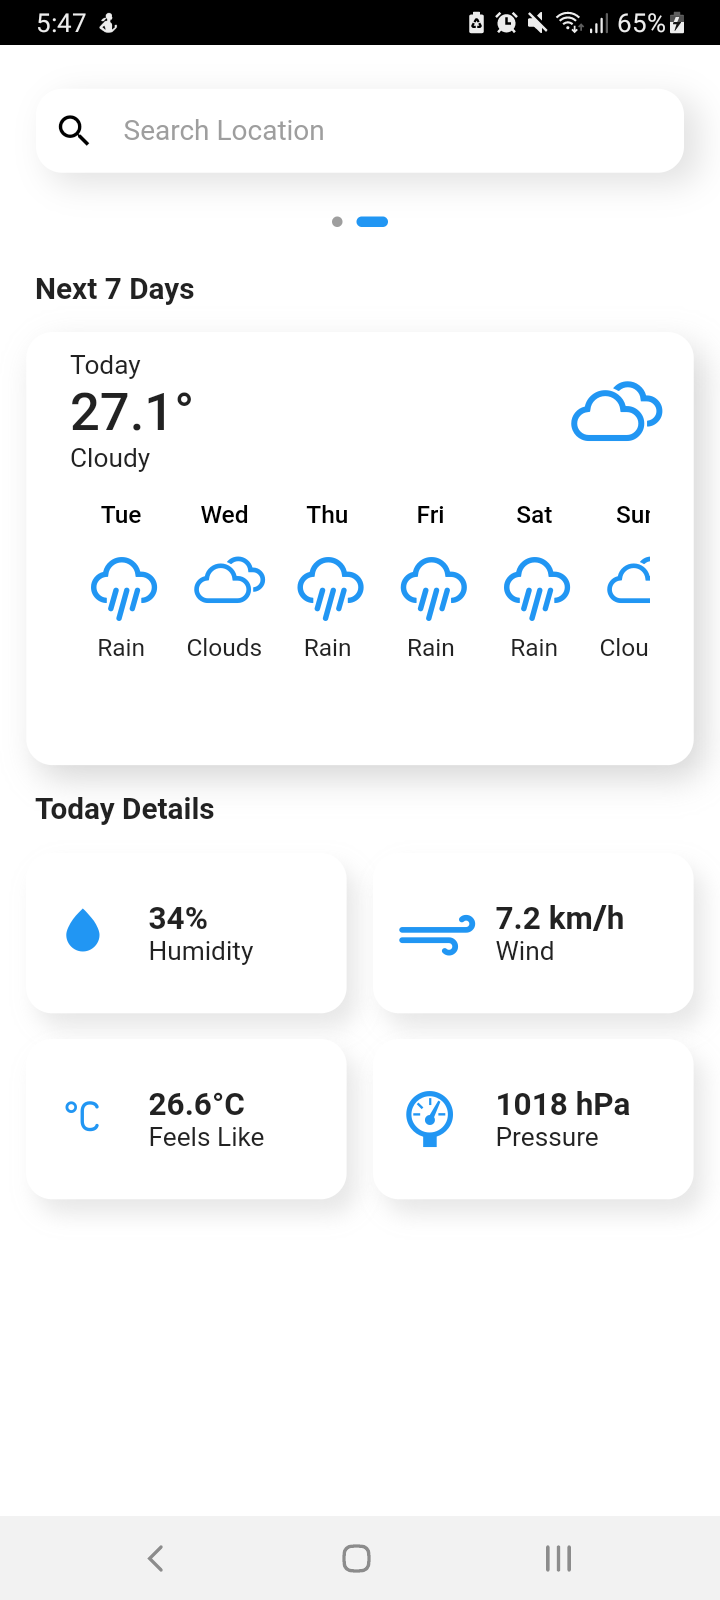 5:47 65%
Search Location
Next 7 Days
Today
27.1°
Cloudy
Tue Wed Thu Fri Sat Sun
Rain Clouds Rain Rain Rain Clou
Today Details
34% 7.2 km/h
Humidity Wind
°C 26.6°C 1018 hPa
Feels Like Pressure